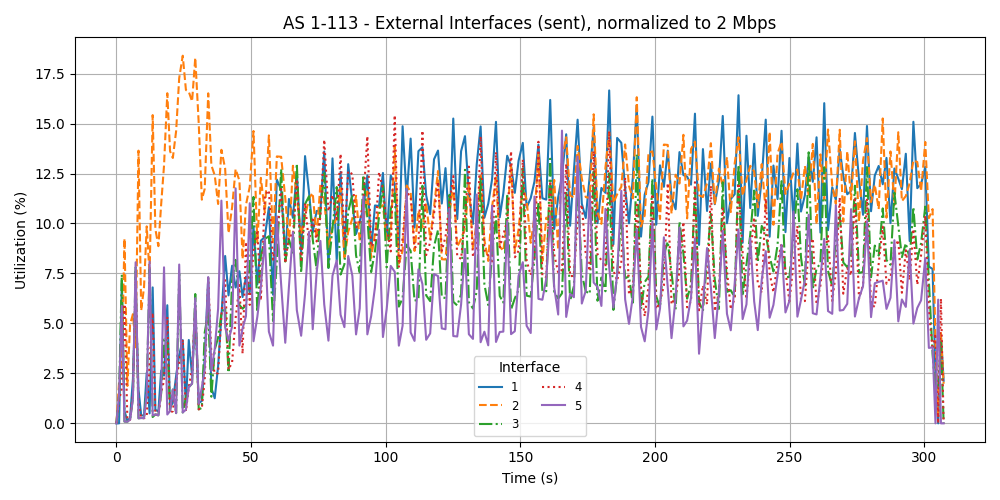 AS 1-113 - External Interfaces (sent), normalized to 2 Mbps
Utilization (%)
17.5
15.0
12.5
10.0
7.5
5.0
2.5
0.0
0 50 100 150 200 250 300
Time (s)
Interface
1 4
2 5
3